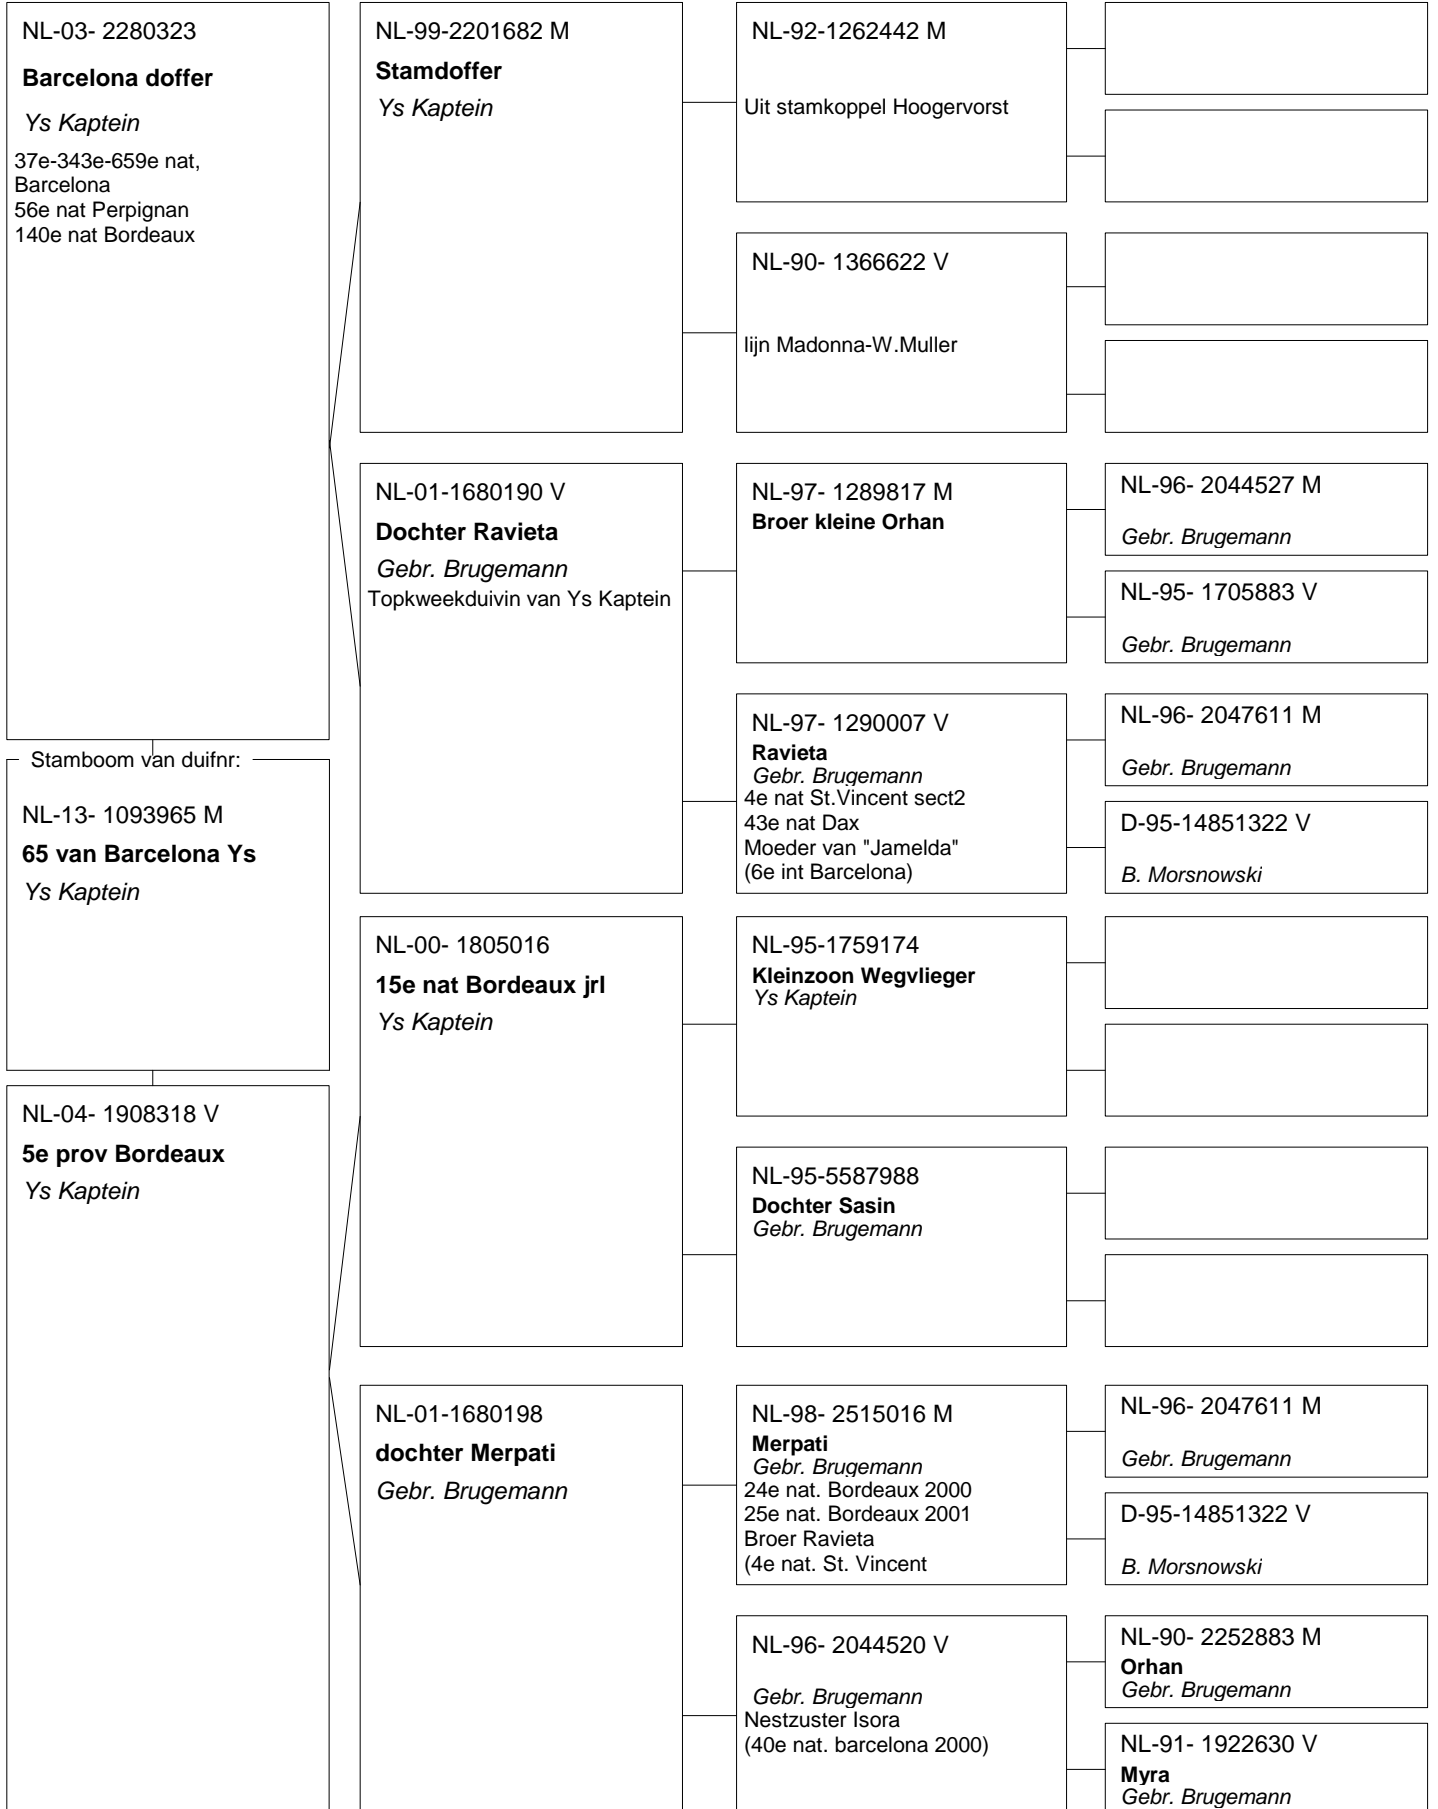 NL-03- 2280323
Barcelona doffer
Ys Kaptein
37e-343e-659e nat,
Barcelona
56e nat Perpignan
140e nat Bordeaux
Stamboom van duifnr:
NL-13- 1093965 M
65 van Barcelona Ys
Ys Kaptein
NL-04- 1908318 V
5e prov Bordeaux
Ys Kaptein
NL-99-2201682 M
Stamdoffer
Ys Kaptein
NL-01-1680190 V
Dochter Ravieta
Gebr. Brugemann
Topkweekduivin van Ys Kaptein
NL-00- 1805016
15e nat Bordeaux jrl
Ys Kaptein
NL-01-1680198
dochter Merpati
Gebr. Brugemann
NL-92-1262442 M
Uit stamkoppel Hoogervorst
NL-90- 1366622 V
lijn Madonna-W.Muller
NL-97- 1289817 M
Broer kleine Orhan
NL-97- 1290007 V
Ravieta
Gebr. Brugemann
4e nat St.Vincent sect2
43e nat Dax
Moeder van "Jamelda"
(6e int Barcelona)
NL-95-1759174
Kleinzoon Wegvlieger
Ys Kaptein
NL-95-5587988
Dochter Sasin
Gebr. Brugemann
NL-98- 2515016 M
Merpati
Gebr. Brugemann
24e nat. Bordeaux 2000
25e nat. Bordeaux 2001
Broer Ravieta
(4e nat. St. Vincent
NL-96- 2044520 V
Gebr. Brugemann
Nestzuster Isora
(40e nat. barcelona 2000)
NL-96- 2044527 M
Gebr. Brugemann
NL-95- 1705883 V
Gebr. Brugemann
NL-96- 2047611 M
Gebr. Brugemann
D-95-14851322 V
B. Morsnowski
NL-96- 2047611 M
Gebr. Brugemann
D-95-14851322 V
B. Morsnowski
NL-90- 2252883 M
Orhan
Gebr. Brugemann
NL-91- 1922630 V
Myra
Gebr. Brugemann